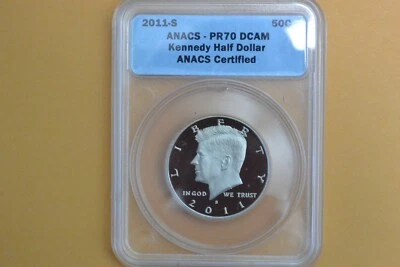 2011-S 50C
ANACS - PR70 DCAM
Kennedy Half Dollar
ANACS Certified
LIBERTY
IN GOD WE TRUST
S
2011